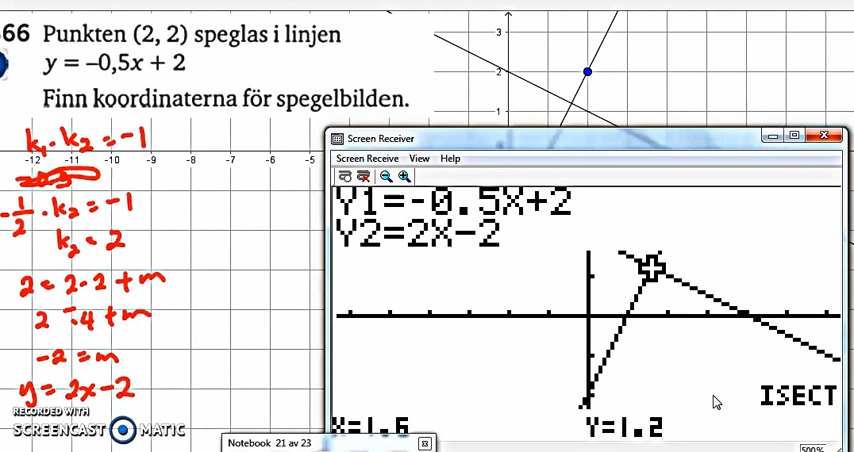 66 Punkten (2, 2) speglas i linjen
y = –0,5x + 2
Finn koordinaterna för spegelbilden.
3
2
1
k₁ · k₂ = -1
-12 -11 -10 -9 -8 -7 -6 -5
-1/2 · k₂ = -1
k₂ = 2
2 = 2·2 + m
2 = 4 + m
-2 = m
y = 2x - 2
Screen Receiver
Screen Receive View Help
Y1=-0.5X+2
Y2=2X-2
ISECT
X=1.6 Y=1.2
RECORDED WITH
SCREENCAST MATIC
Notebook 21 av 23
500%